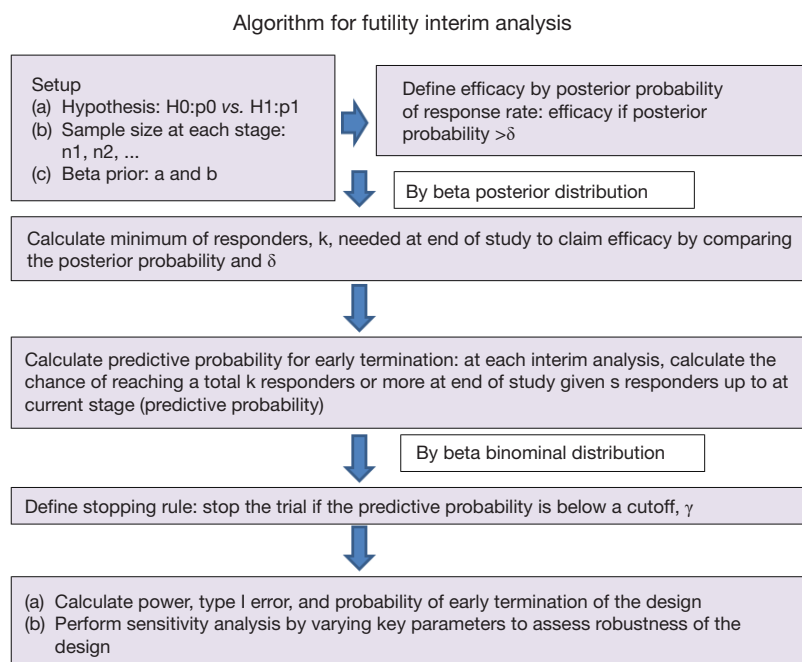 Algorithm for futility interim analysis
Setup
(a) Hypothesis: H0:p0 vs. H1:p1
(b) Sample size at each stage:
n1, n2, ...
(c) Beta prior: a and b
Define efficacy by posterior probability
of response rate: efficacy if posterior
probability >δ
By beta posterior distribution
Calculate minimum of responders, k, needed at end of study to claim efficacy by comparing
the posterior probability and δ
Calculate predictive probability for early termination: at each interim analysis, calculate the
chance of reaching a total k responders or more at end of study given s responders up to at
current stage (predictive probability)
By beta binominal distribution
Define stopping rule: stop the trial if the predictive probability is below a cutoff, γ
(a) Calculate power, type I error, and probability of early termination of the design
(b) Perform sensitivity analysis by varying key parameters to assess robustness of the
design